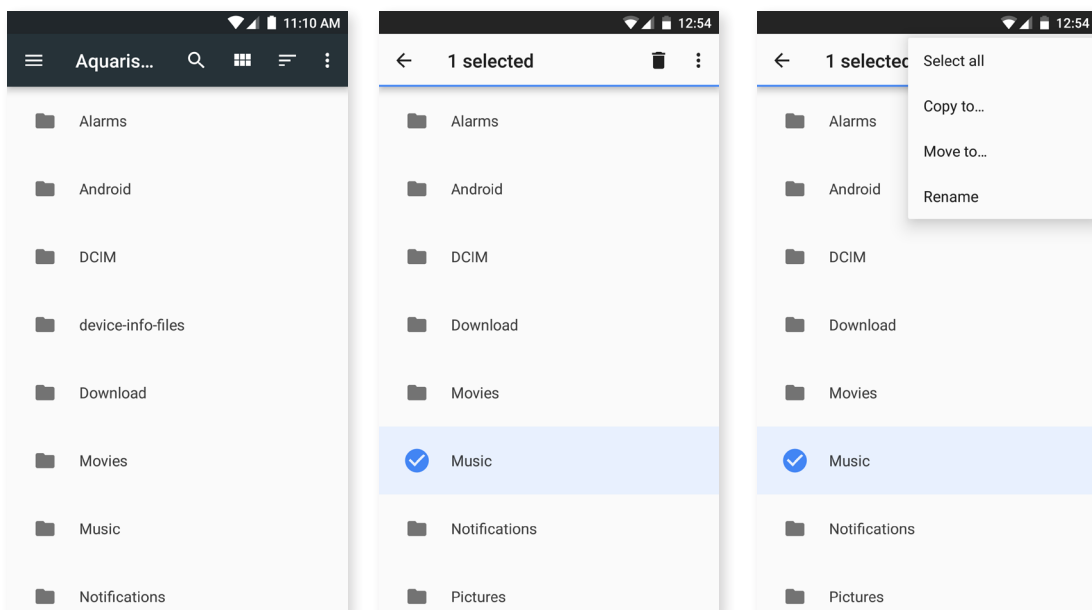 11:10 AM
Aquaris...
Alarms
Android
DCIM
device-info-files
Download
Movies
Music
Notifications
12:54
1 selected
Alarms
Android
DCIM
Download
Movies
Music
Notifications
Pictures
12:54
1 selected
Select all
Copy to...
Move to...
Rename
Alarms
Android
DCIM
Download
Movies
Music
Notifications
Pictures